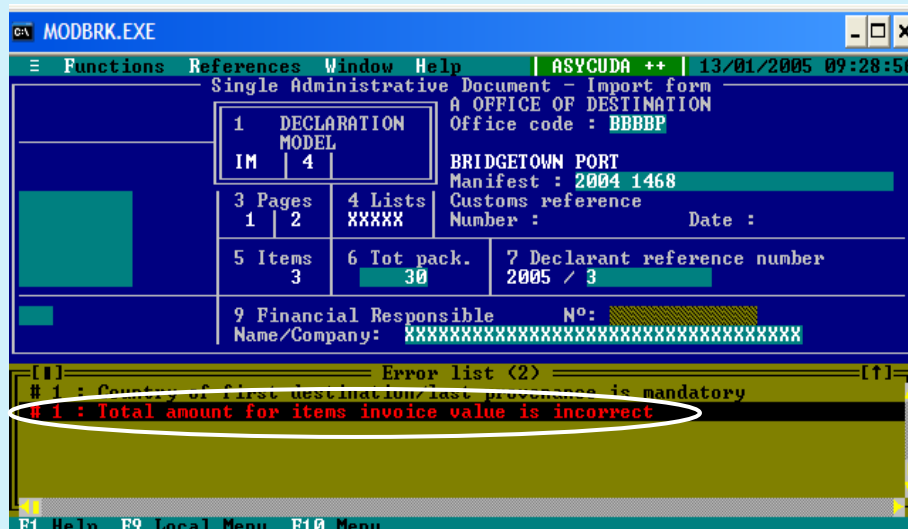 MODBRK.EXE
≡ Functions References Window Help | ASYCUDA ++ | 13/01/2005 09:28:5
Single Administrative Document - Import form
A OFFICE OF DESTINATION
1 DECLARATION Office code : BBBBP
MODEL
IM | 4 | BRIDGETOWN PORT
Manifest : 2004 1468
3 Pages 4 Lists Customs reference
1 | 2 XXXXX Number : Date :
5 Items 6 Tot pack. 7 Declarant reference number
3 30 2005 / 3
9 Financial Responsible Nº:
Name/Company: XXXXXXXXXXXXXXXXXXXXXXXXXXXXXXXXXXX
Error list (2)
# 1 : Country of first destination/last provenance is mandatory
# 1 : Total amount for items invoice value is incorrect
F1 Help F9 Local Menu F10 Menu